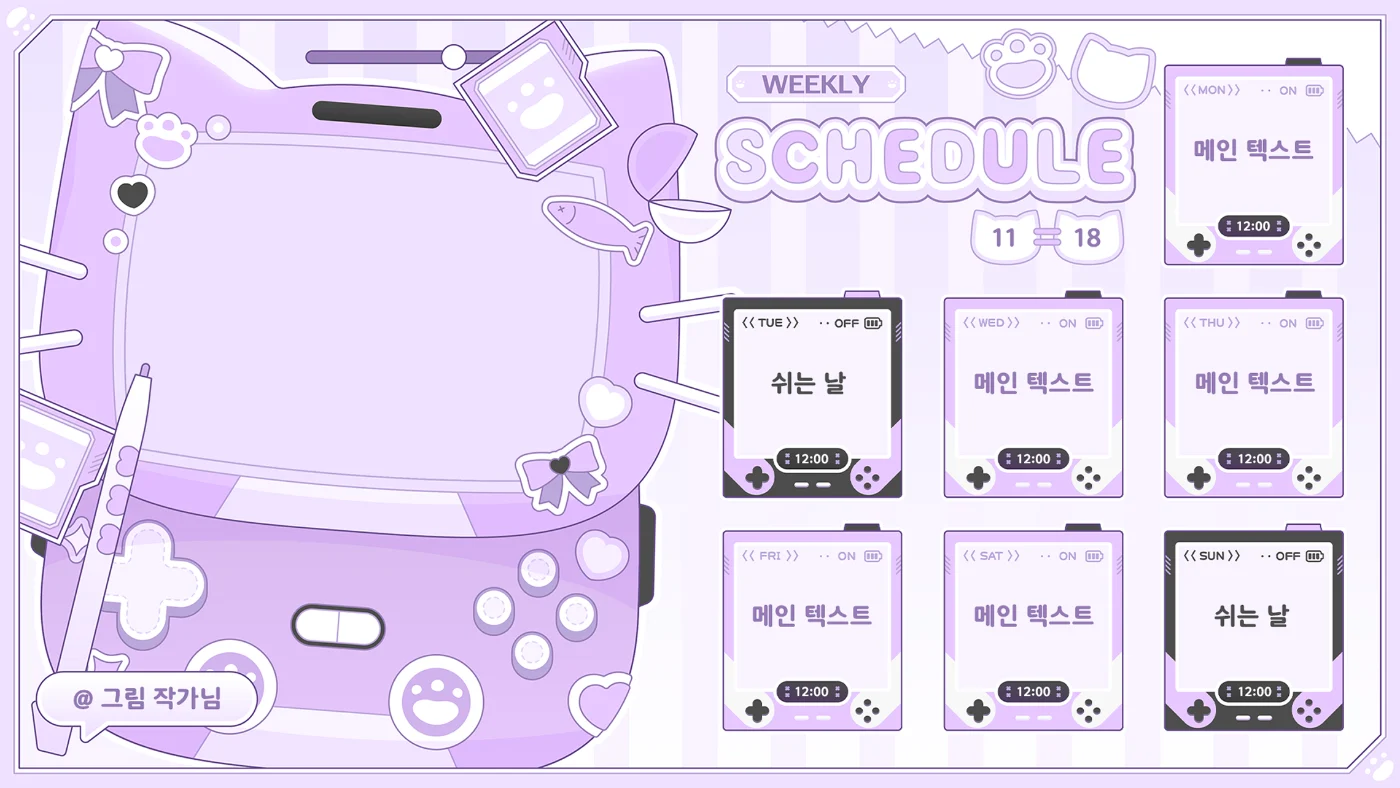 WEEKLY
SCHEDULE
11 18
MON ON
메인 텍스트
12:00
TUE OFF
쉬는 날
12:00
WED ON
메인 텍스트
12:00
THU ON
메인 텍스트
12:00
FRI ON
메인 텍스트
12:00
SAT ON
메인 텍스트
12:00
SUN OFF
쉬는 날
12:00
@ 그림 작가님